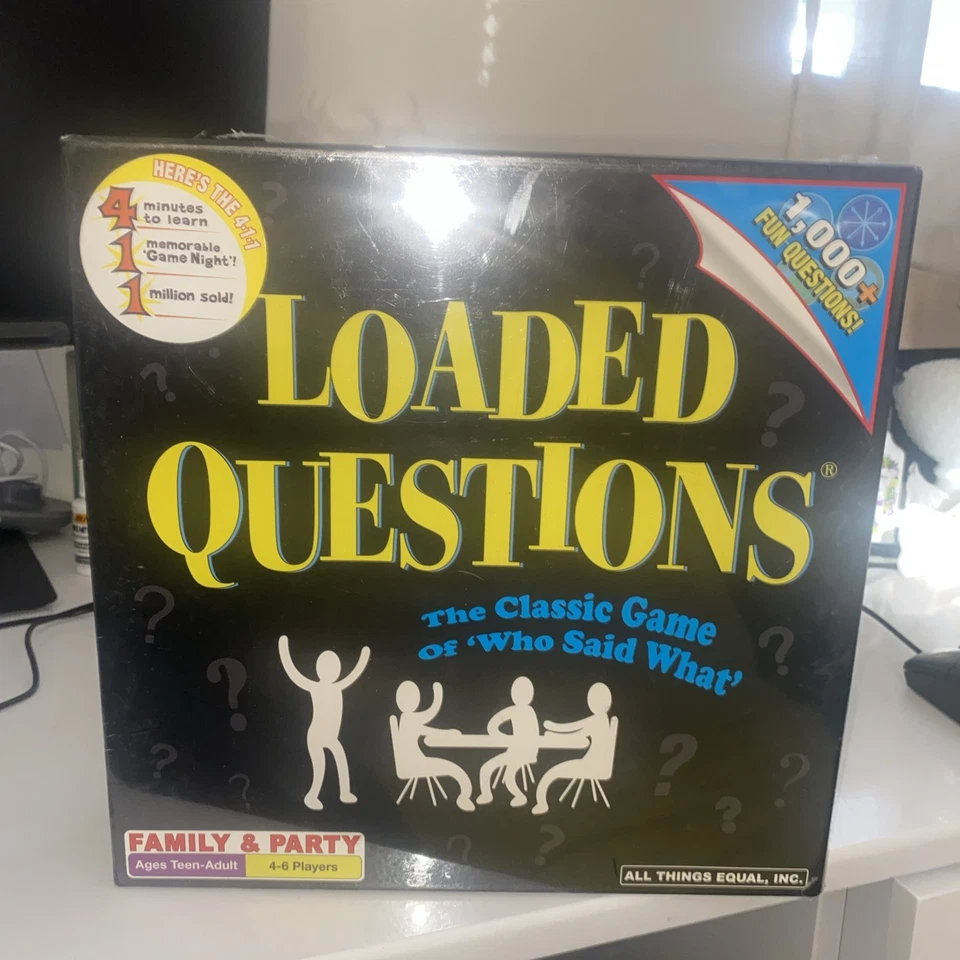 HERE'S THE 4-1-1
4 minutes
to learn
1 memorable
'Game Night'!
1 million sold!
1,000+
FUN QUESTIONS!
LOADED
QUESTIONS®
The Classic Game
Of 'Who Said What'
FAMILY & PARTY
Ages Teen-Adult
4-6 Players
ALL THINGS EQUAL, INC.